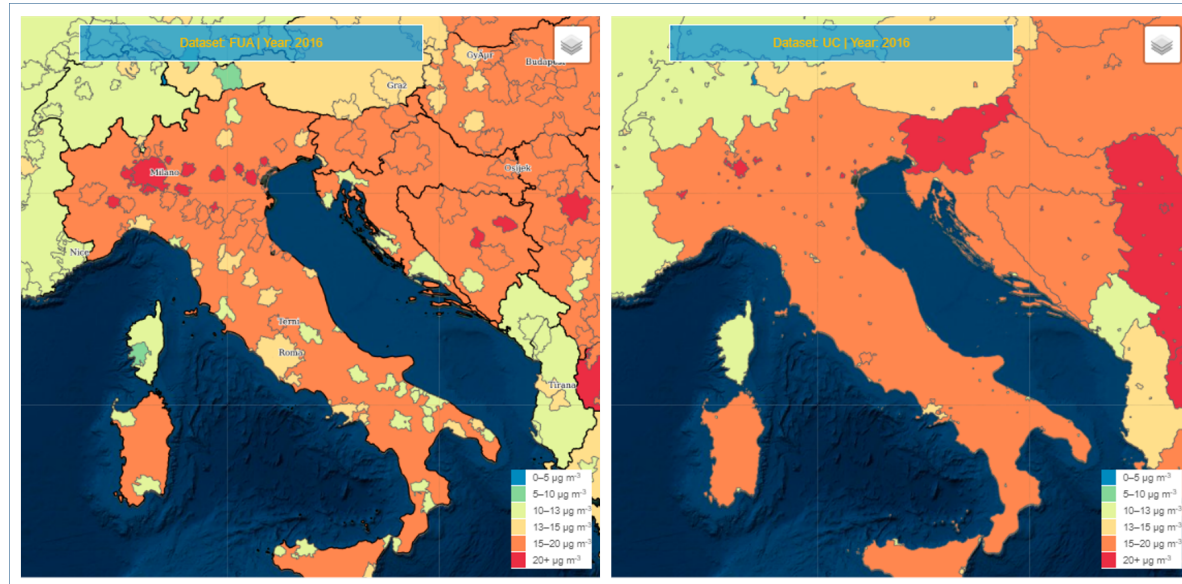 Dataset: FUA | Year: 2016
GyÅ‘r
Budapest
Graz
Milano
Osijek
Nice
Terni
Roma
Tirana
0–5 µg m⁻³
5–10 µg m⁻³
10–13 µg m⁻³
13–15 µg m⁻³
15–20 µg m⁻³
20+ µg m⁻³
Dataset: UC | Year: 2016
0–5 µg m⁻³
5–10 µg m⁻³
10–13 µg m⁻³
13–15 µg m⁻³
15–20 µg m⁻³
20+ µg m⁻³